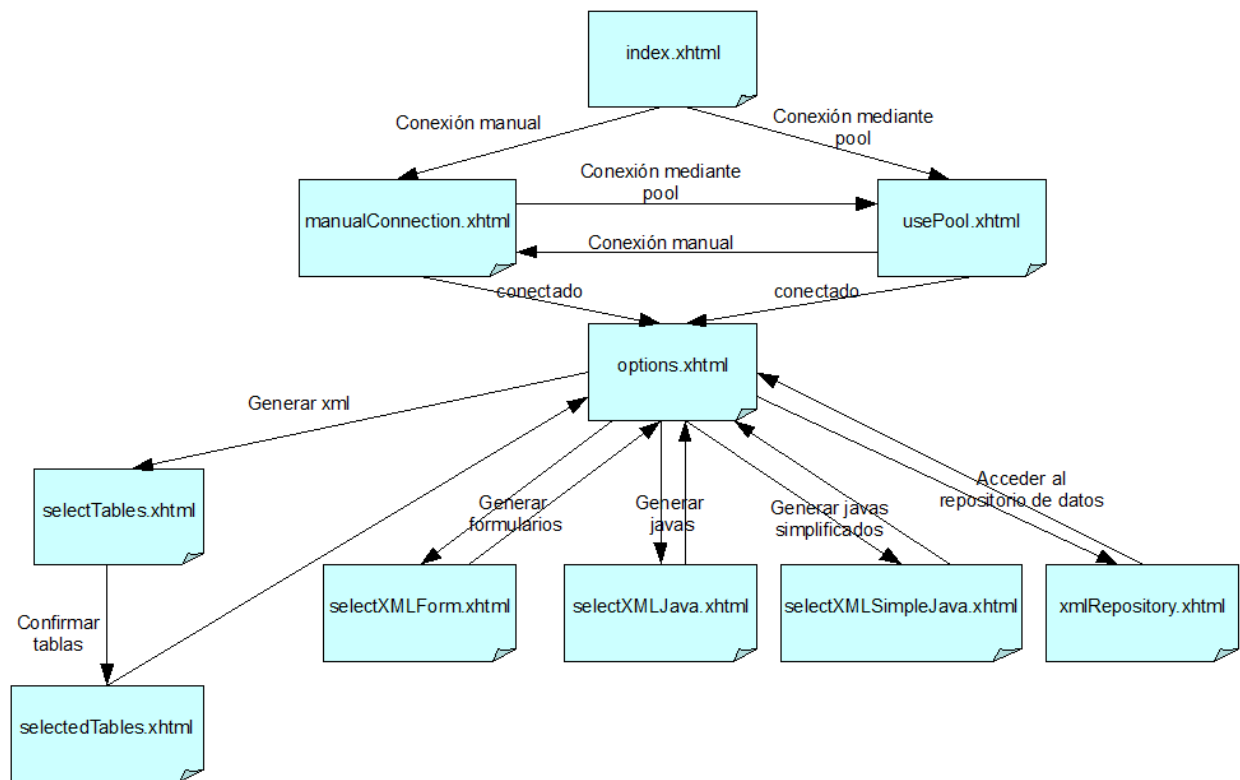 index.xhtml
Conexión manual
Conexión mediante
pool
manualConnection.xhtml
Conexión mediante
pool
usePool.xhtml
Conexión manual
conectado
conectado
options.xhtml
Generar xml
selectTables.xhtml
Generar
formularios
Generar
javas
Generar javas
simplificados
Acceder al
repositorio de datos
selectXMLForm.xhtml
selectXMLJava.xhtml
selectXMLSimpleJava.xhtml
xmlRepository.xhtml
Confirmar
tablas
selectedTables.xhtml